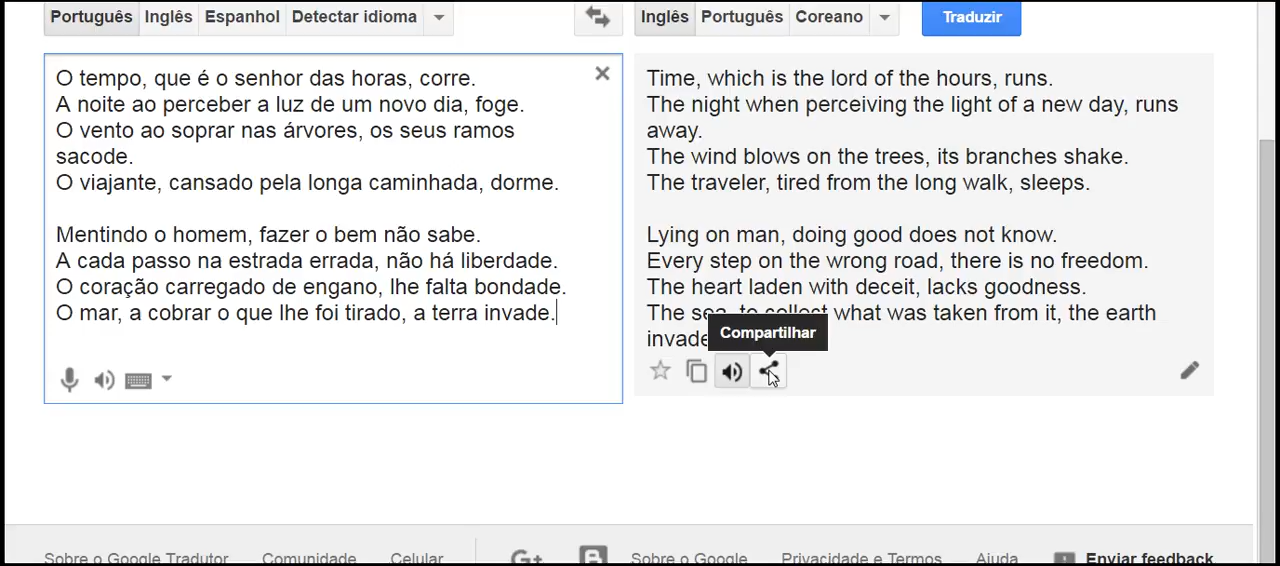 Português Inglês Espanhol Detectar idioma
Inglês Português Coreano Traduzir
O tempo, que é o senhor das horas, corre.
A noite ao perceber a luz de um novo dia, foge.
O vento ao soprar nas árvores, os seus ramos
sacode.
O viajante, cansado pela longa caminhada, dorme.
Mentindo o homem, fazer o bem não sabe.
A cada passo na estrada errada, não há liberdade.
O coração carregado de engano, lhe falta bondade.
O mar, a cobrar o que lhe foi tirado, a terra invade.
Time, which is the lord of the hours, runs.
The night when perceiving the light of a new day, runs
away.
The wind blows on the trees, its branches shake.
The traveler, tired from the long walk, sleeps.
Lying on man, doing good does not know.
Every step on the wrong road, there is no freedom.
The heart laden with deceit, lacks goodness.
The sea, to collect what was taken from it, the earth
invade
Compartilhar
Sobre o Google Tradutor Comunidade Celular G+ B Sobre o Google Privacidade e Termos Ajuda Enviar feedback